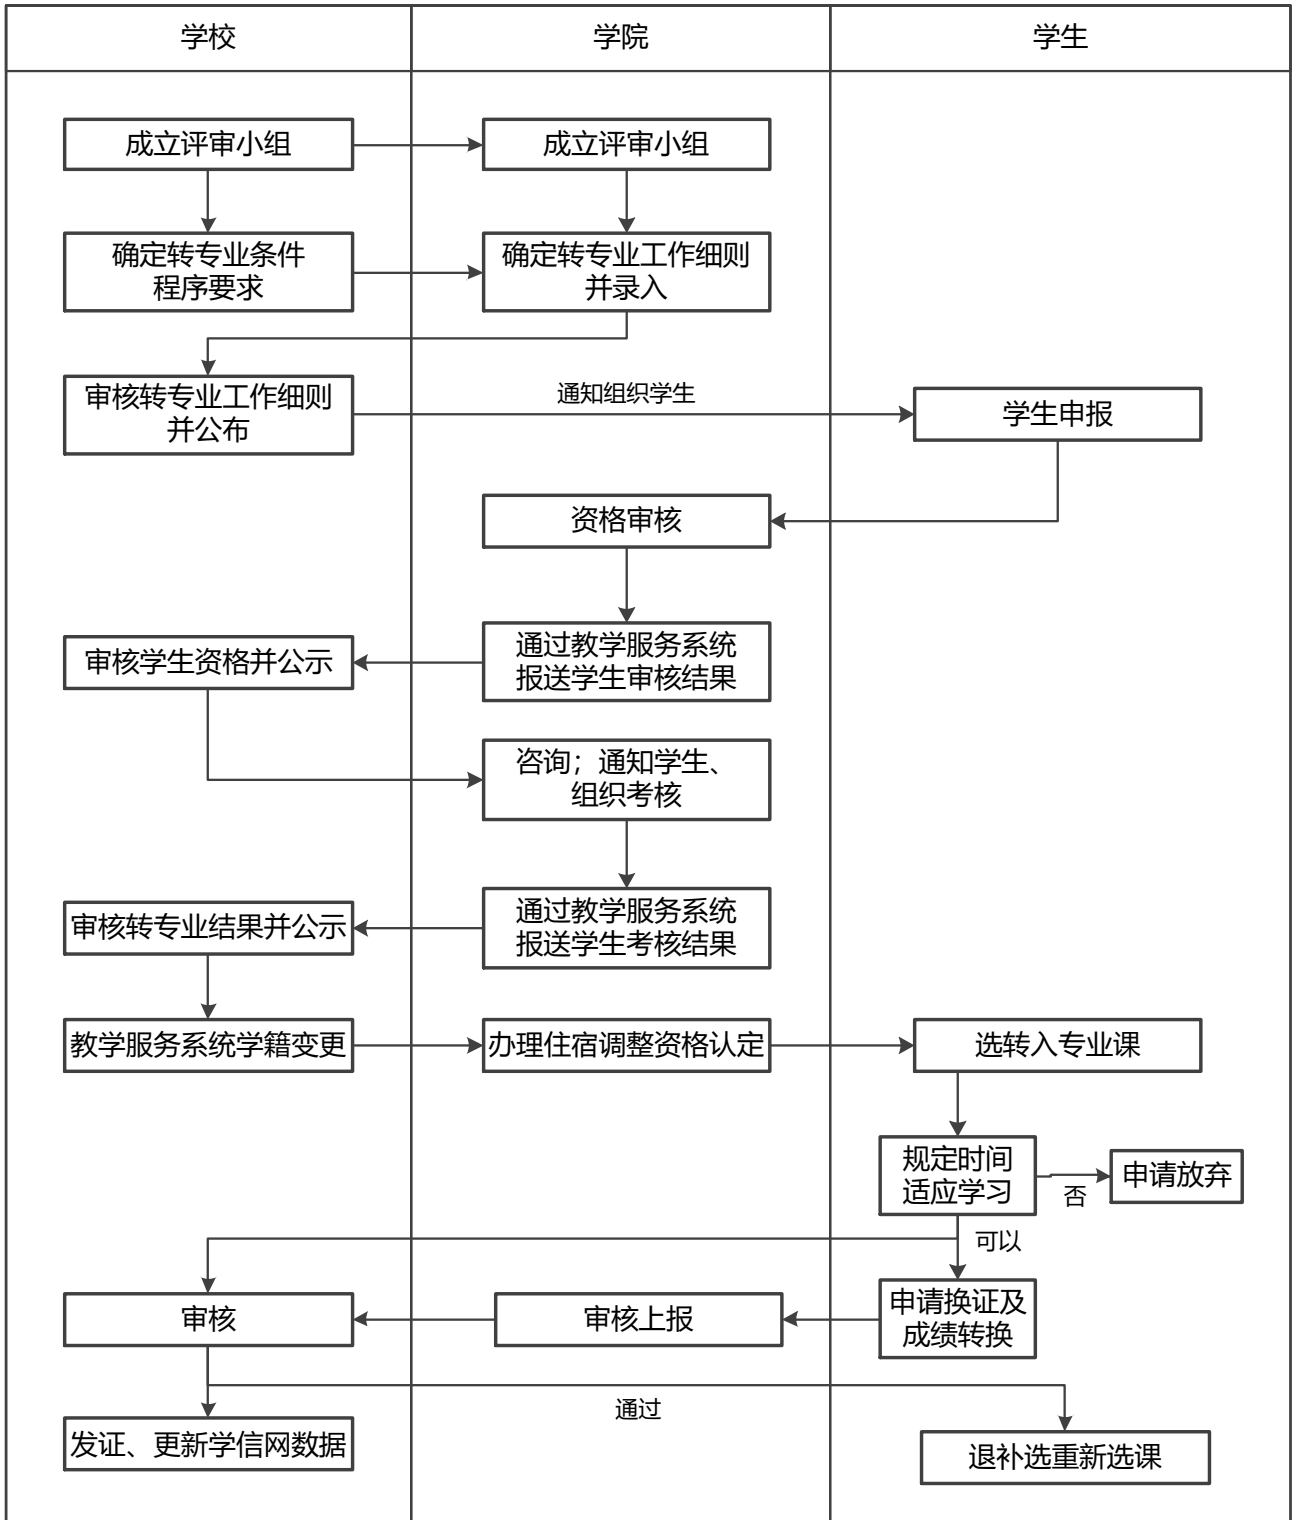 学校
学院
学生
成立评审小组
成立评审小组
确定转专业条件
程序要求
确定转专业工作细则
并录入
审核转专业工作细则
并公布
通知组织学生
学生申报
资格审核
审核学生资格并公示
通过教学服务系统
报送学生审核结果
咨询；通知学生、
组织考核
审核转专业结果并公示
通过教学服务系统
报送学生考核结果
教学服务系统学籍变更
办理住宿调整资格认定
选转入专业课
规定时间
适应学习
否
申请放弃
可以
审核
审核上报
申请换证及
成绩转换
通过
发证、更新学信网数据
退补选重新选课